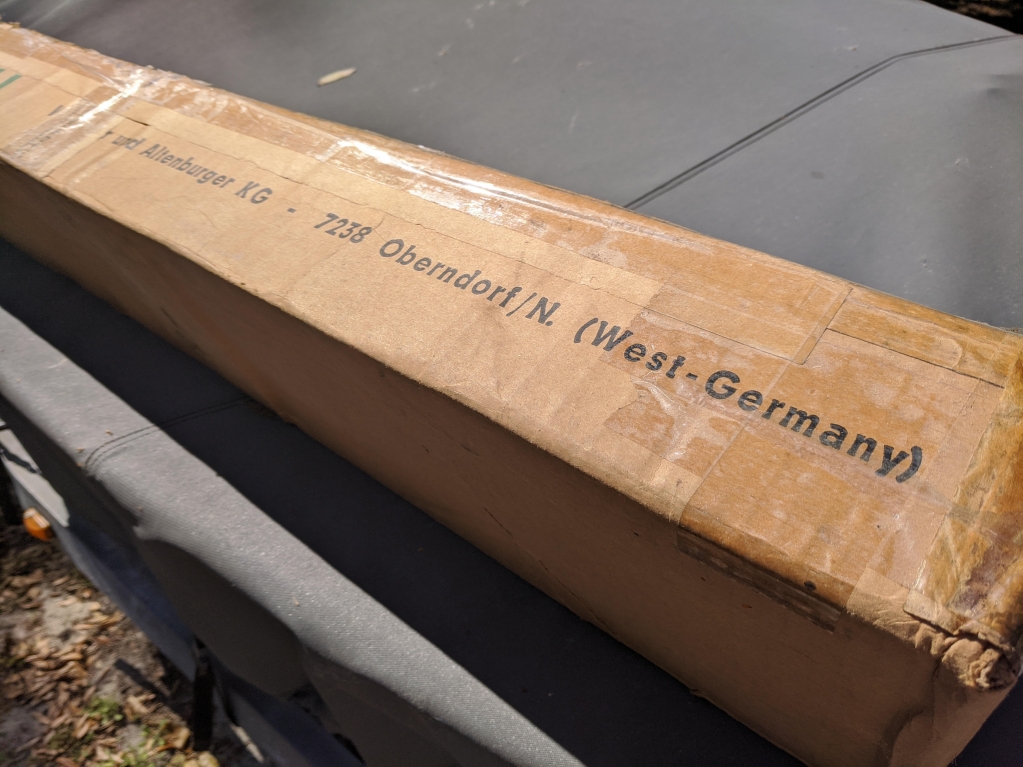 und Altenburger KG - 7238 Oberndorf/N. (West-Germany)